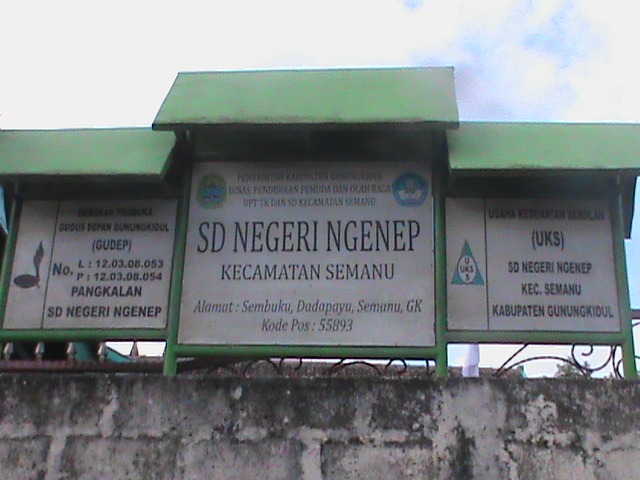 GERAKAN PRAMUKA
GUGUS DEPAN GUNUNGKIDUL
(GUDEP)
No. L : 12.03.08.053
P : 12.03.08.054
PANGKALAN
SD NEGERI NGENEP
PEMERINTAH KABUPATEN GUNUNGKIDUL
DINAS PENDIDIKAN PEMUDA DAN OLAH RAGA
UPT TK DAN SD KECAMATAN SEMANU
SD NEGERI NGENEP
KECAMATAN SEMANU
Alamat : Sembuku, Dadapayu, Semanu, GK
Kode Pos : 55893
USAHA KESEHATAN SEKOLAH
(UKS)
SD NEGERI NGENEP
KEC. SEMANU
KABUPATEN GUNUNGKIDUL
U
UKS
S